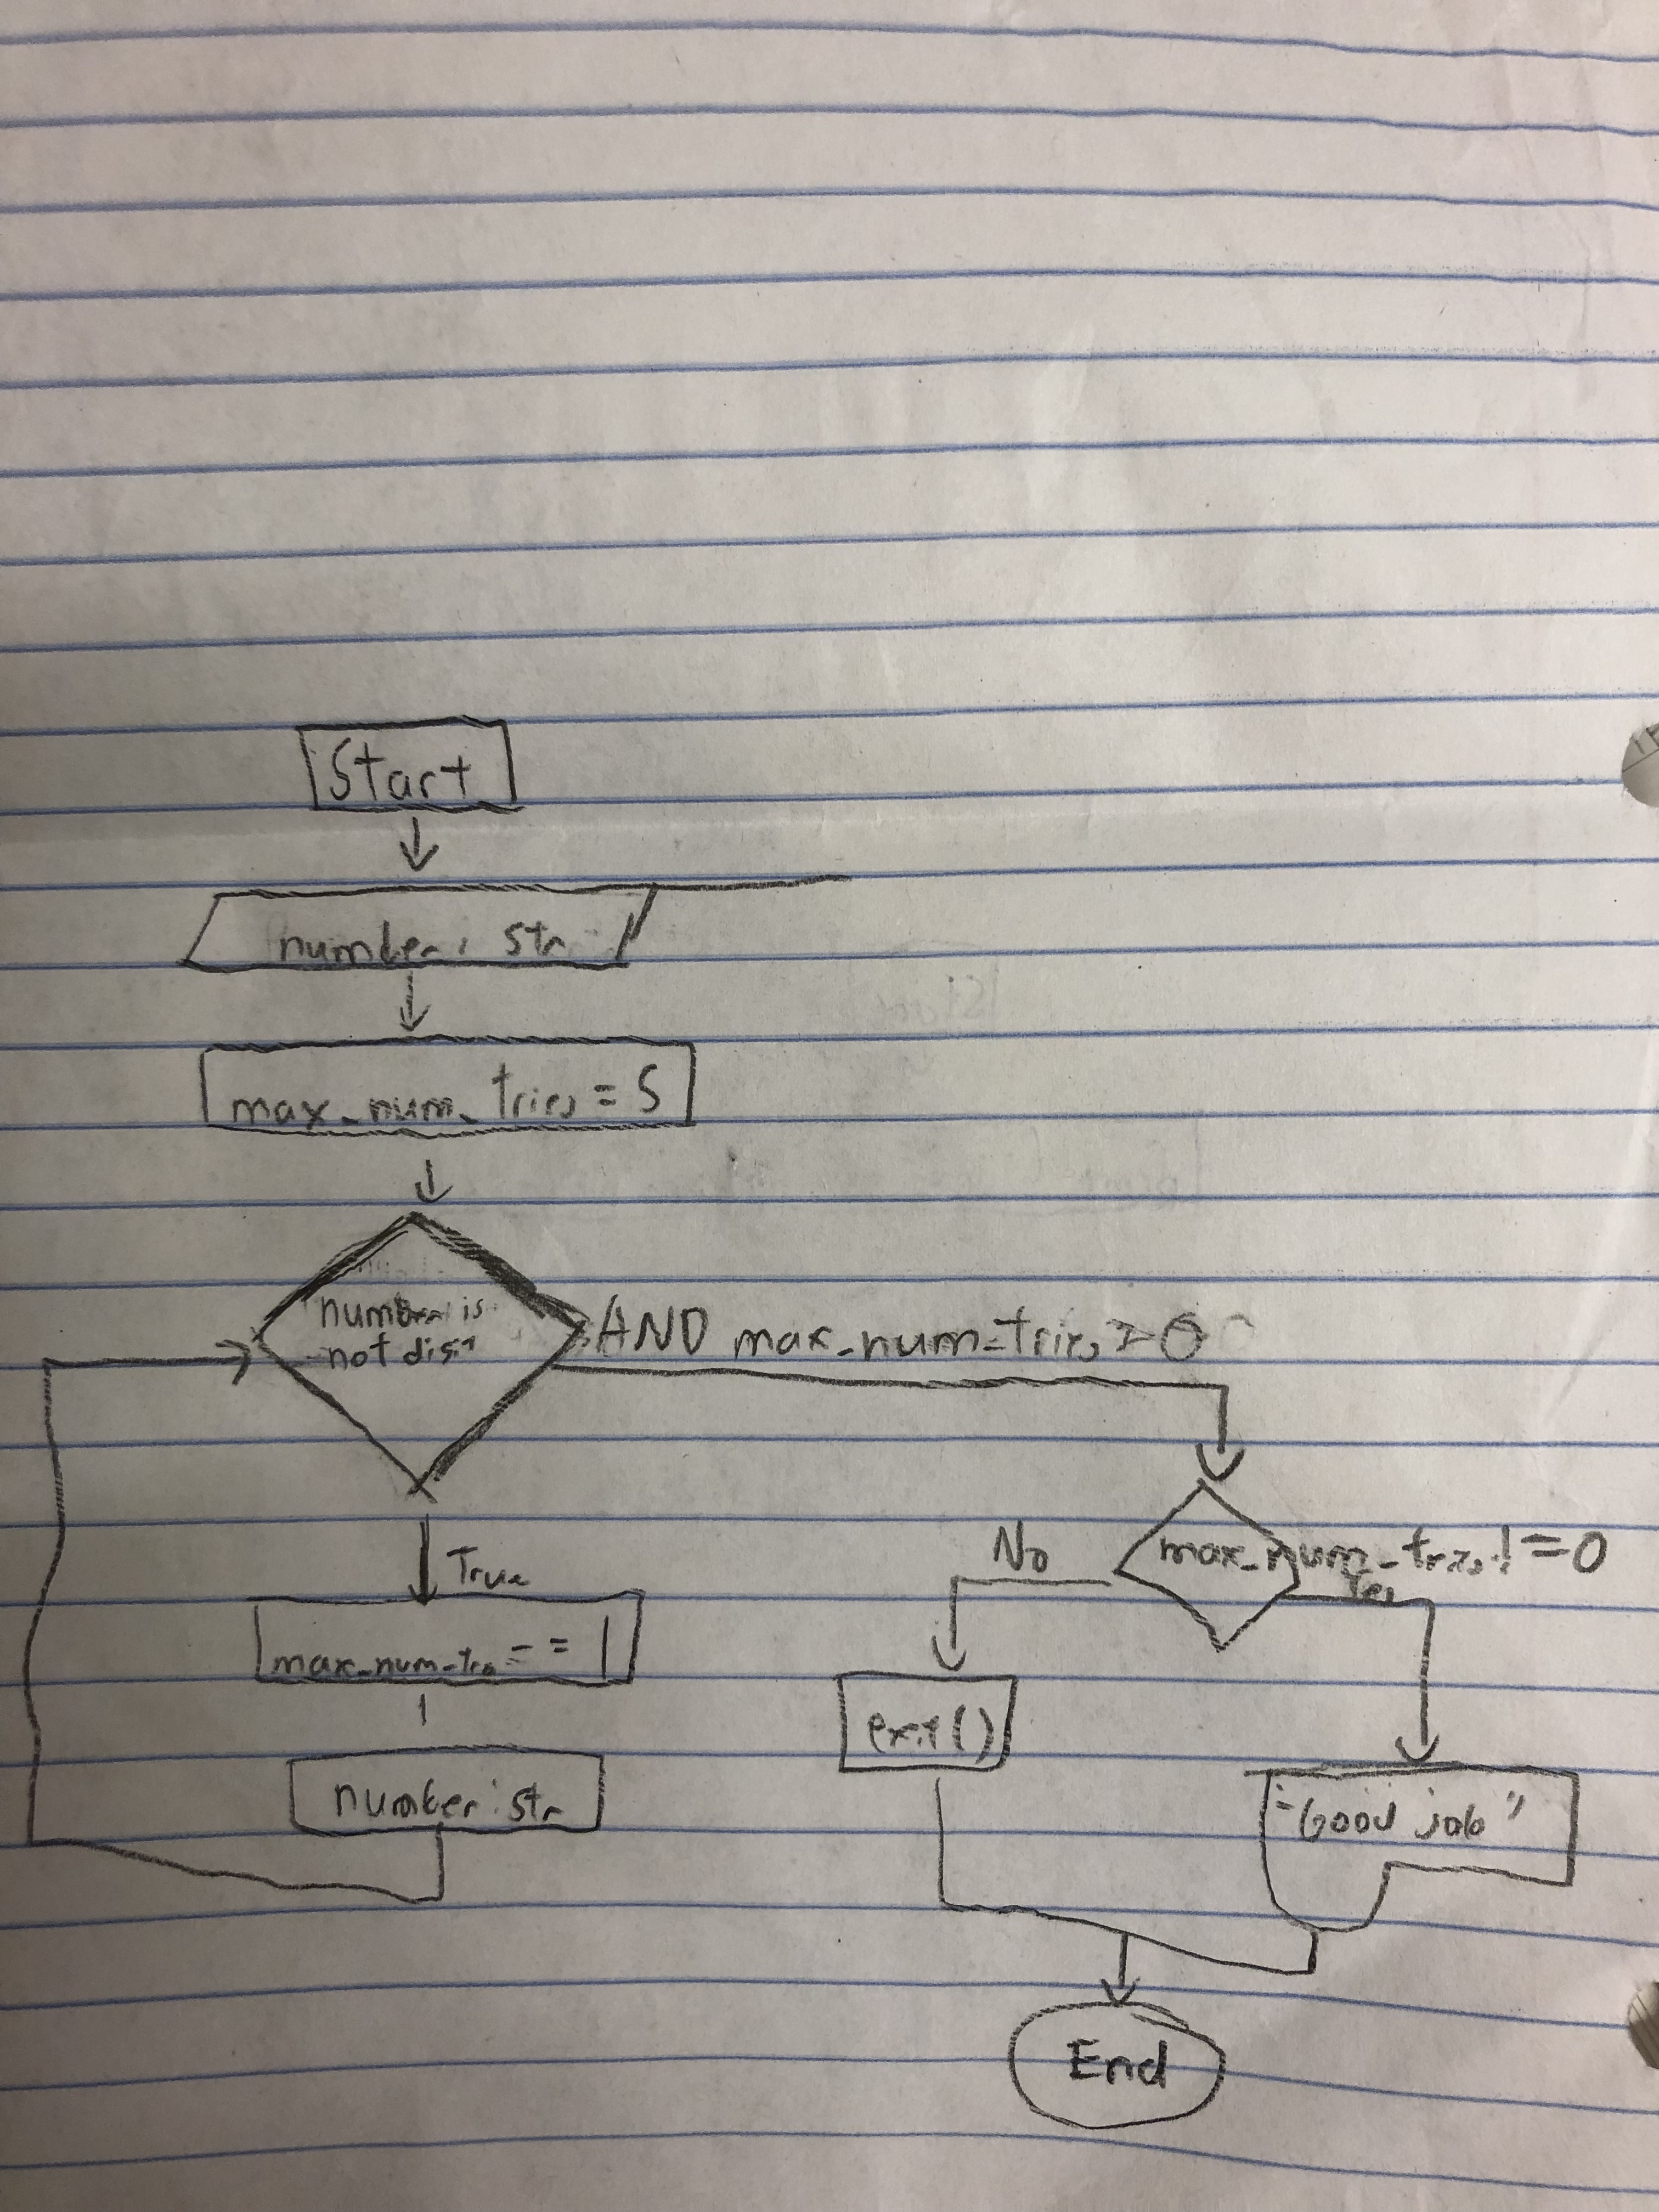 Start
number: str
max_num_tries = 5
number is AND max_num_tries > 0
not digit
max_num_tries != 0
No
Yes
True
max_num_tries - = 1
exit()
number: str
"Good job"
End